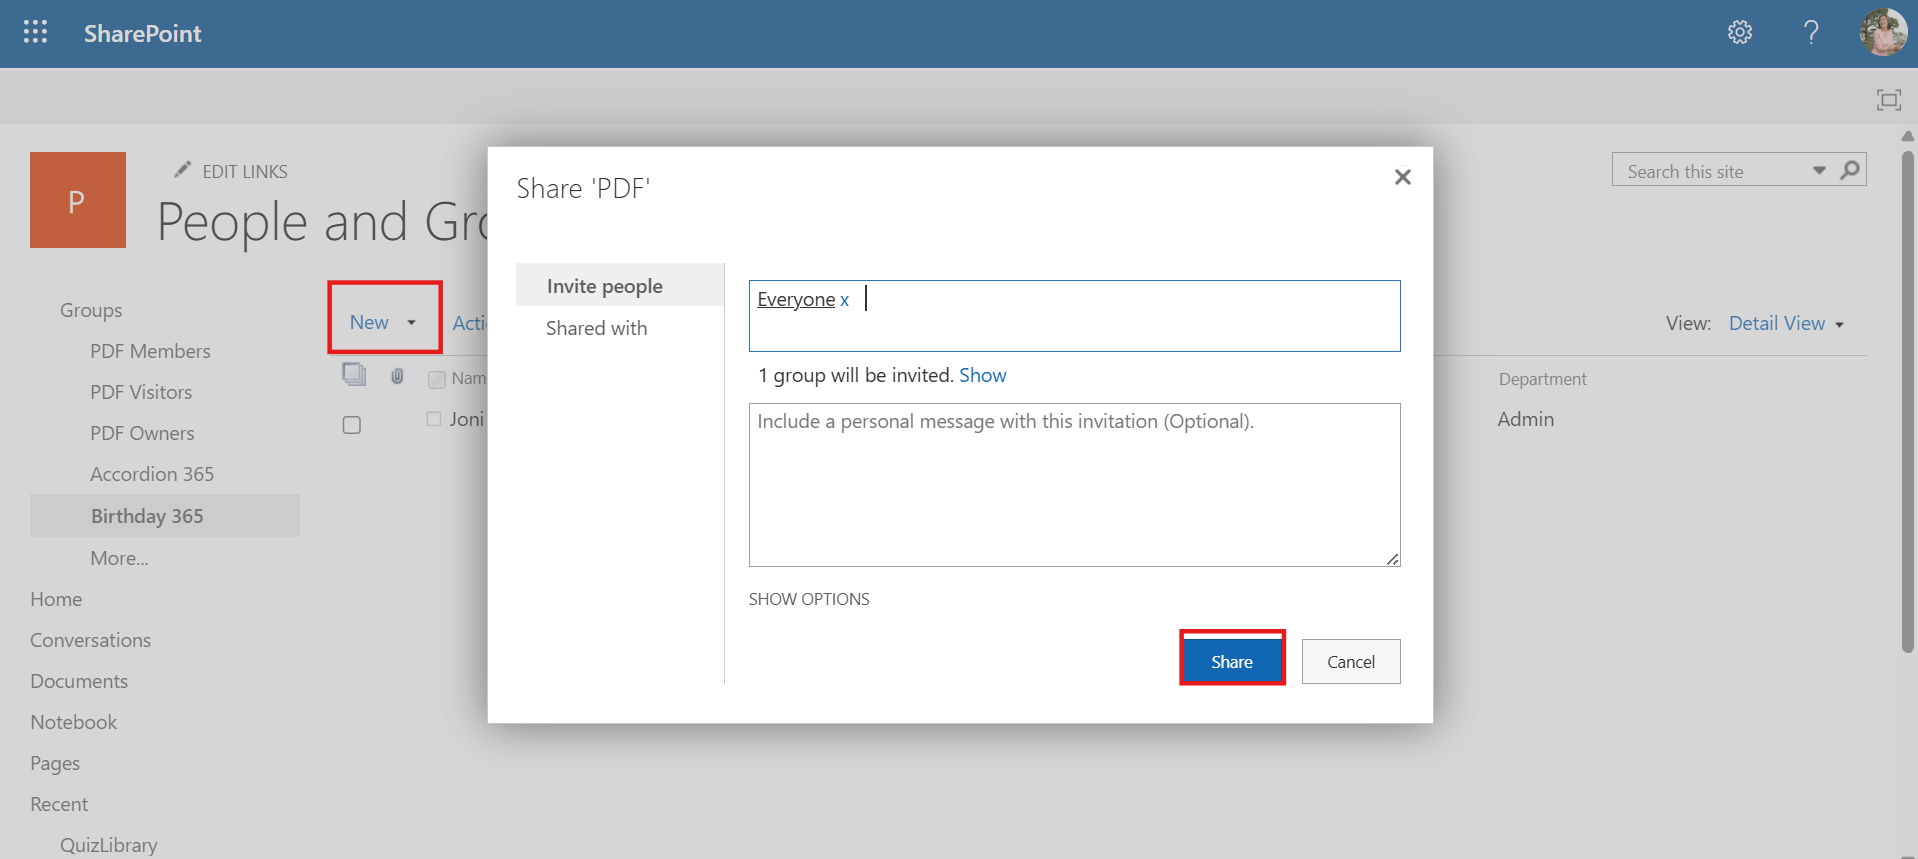 SharePoint
EDIT LINKS
Search this site
P
People and Gro
Share 'PDF'
Invite people
Shared with
Everyone x
1 group will be invited. Show
Include a personal message with this invitation (Optional).
SHOW OPTIONS
Share
Cancel
Groups
PDF Members
PDF Visitors
PDF Owners
Accordion 365
Birthday 365
More...
Home
Conversations
Documents
Notebook
Pages
Recent
QuizLibrary
New
Acti
View: Detail View
Nam
Department
Joni
Admin